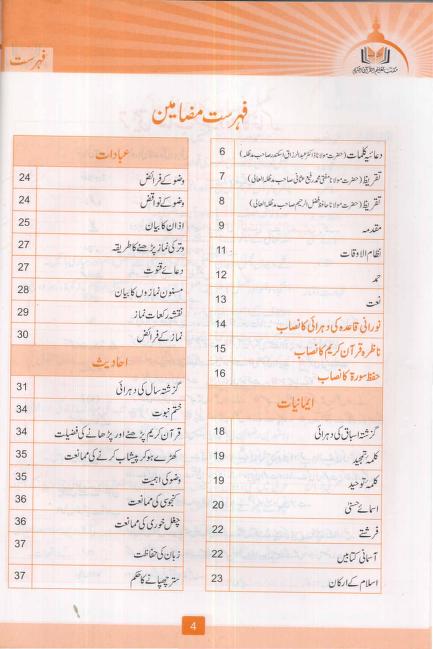 فہرست
فہرست مضامین
دعائیہ کلمات (حضرت مولانا ڈاکٹر عبدالرزاق اسکندر صاحب مدظلہ) 6
تقریظ (حضرت مولانا مفتی محمد رفیع عثمانی صاحب مدظلہ العالی) 7
تقریظ (حضرت مولانا حافظ فضل الرحیم صاحب مدظلہ العالی) 8
مقدمہ 9
نظام الاوقات 11
حمد 12
نعت 13
نورانی قاعدہ کی دہرائی کا نصاب 14
ناظرہ قرآن کریم کا نصاب 15
حفظ سورۃ کا نصاب 16
ایمانیات
گزشتہ اسباق کی دہرائی 18
کلمۂ تمجید 19
کلمۂ توحید 19
اسمائے حسنیٰ 20
فرشتے 22
آسمانی کتابیں 22
اسلام کے ارکان 23
عبادات
وضو کے فرائض 24
وضو کے نواقض 24
اذان کا بیان 25
وتر کی نماز پڑھنے کا طریقہ 27
دعائے قنوت 27
مسنون نمازوں کا بیان 28
نقشہ رکعات نماز 29
نماز کے فرائض 30
احادیث
گزشتہ سال کی دہرائی 31
ختم نبوت 34
قرآن کریم پڑھنے اور پڑھانے کی فضیلت 34
کھڑے ہو کر پیشاب کرنے کی ممانعت 35
وضو کی اہمیت 35
کنجوسی کی ممانعت 36
چغل خوری کی ممانعت 36
زبان کی حفاظت 37
ستر چھپانے کا حکم 37
4